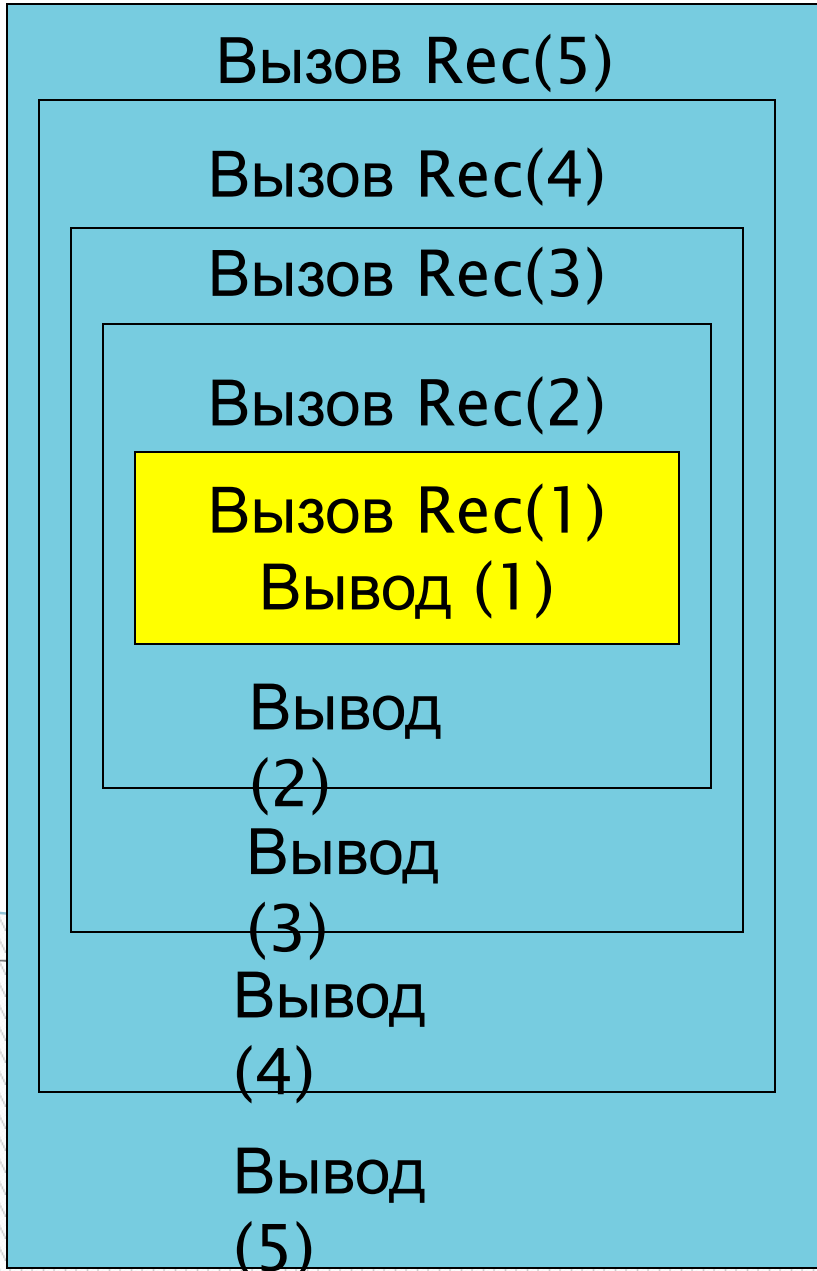 Вызов Rec(5)
Вызов Rec(4)
Вызов Rec(3)
Вызов Rec(2)
Вызов Rec(1)
Вывод (1)
Вывод
(2)
Вывод
(3)
Вывод
(4)
Вывод
(5)